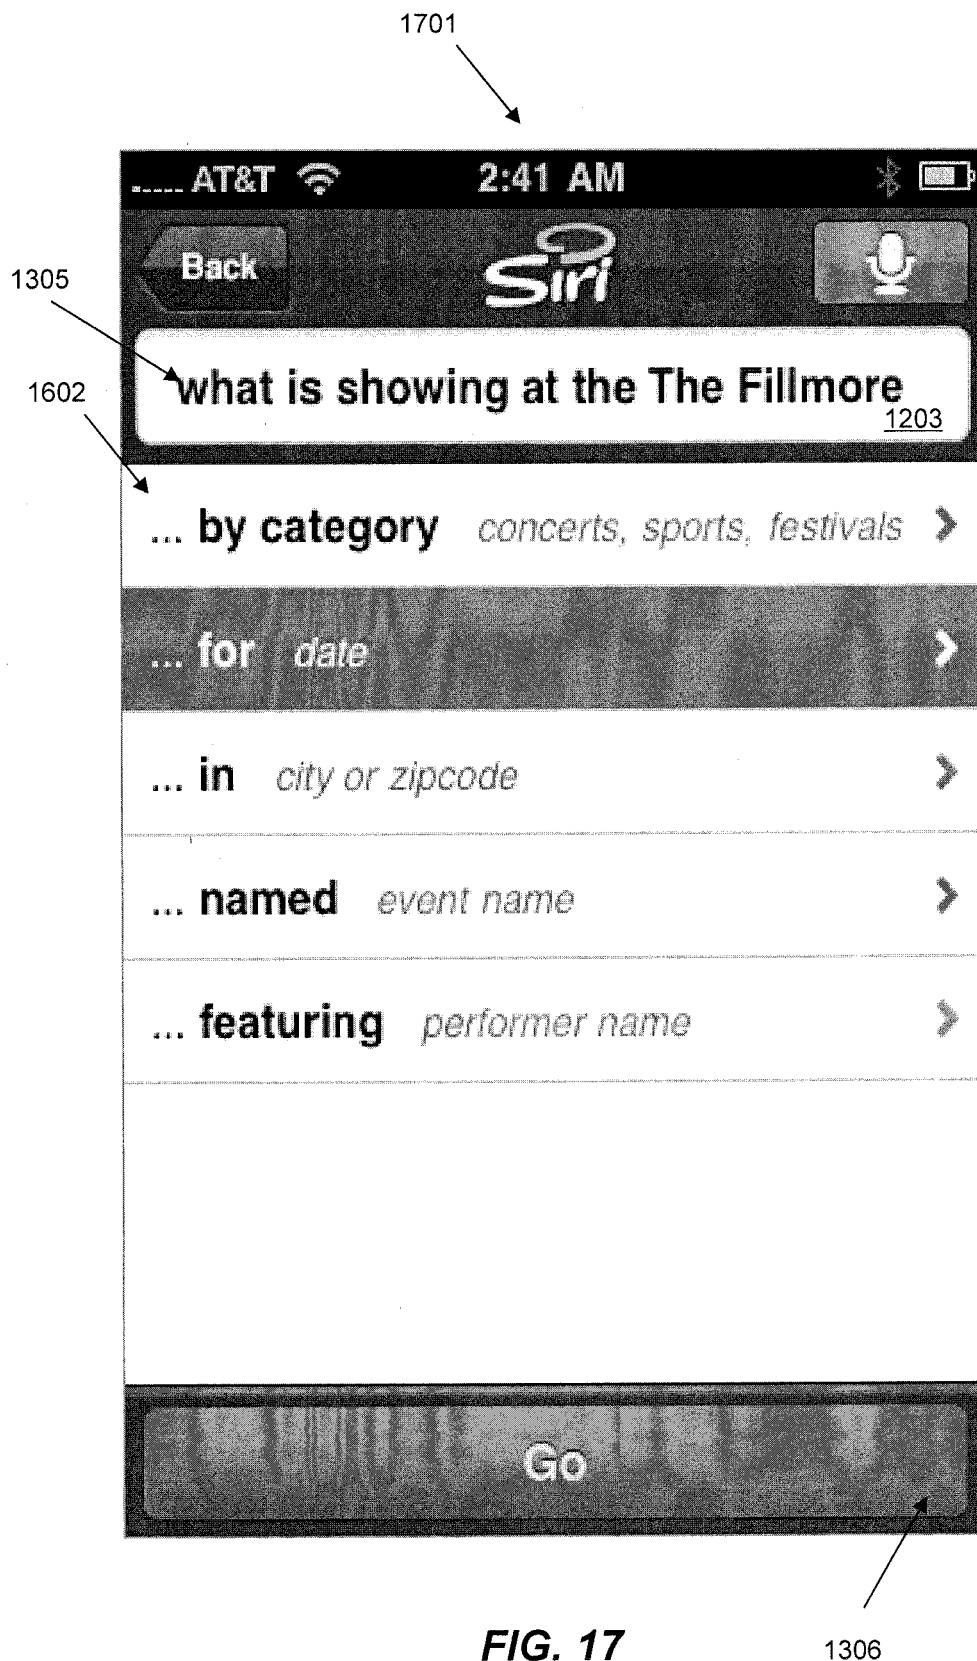 1701
AT&T 2:41 AM
Back Siri
1305
what is showing at the The Fillmore
1602
1203
... by category concerts, sports, festivals
... for date
... in city or zipcode
... named event name
... featuring performer name
Go
FIG. 17
1306